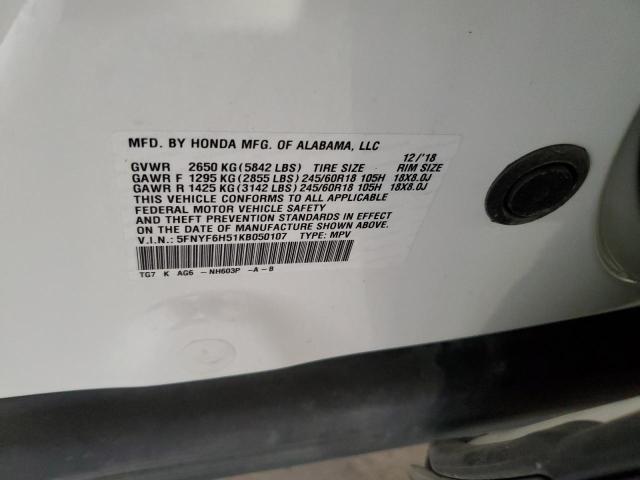 MFD. BY HONDA MFG. OF ALABAMA, LLC
12/'18
GVWR 2650 KG (5842 LBS) TIRE SIZE RIM SIZE
GAWR F 1295 KG (2855 LBS) 245/60R18 105H 18X8.0J
GAWR R 1425 KG (3142 LBS) 245/60R18 105H 18X8.0J
THIS VEHICLE CONFORMS TO ALL APPLICABLE
FEDERAL MOTOR VEHICLE SAFETY
AND THEFT PREVENTION STANDARDS IN EFFECT
ON THE DATE OF MANUFACTURE SHOWN ABOVE.
V.I.N.: 5FNYF6H51KB050107 TYPE: MPV
TG7 K AG6 -NH603P -A-B